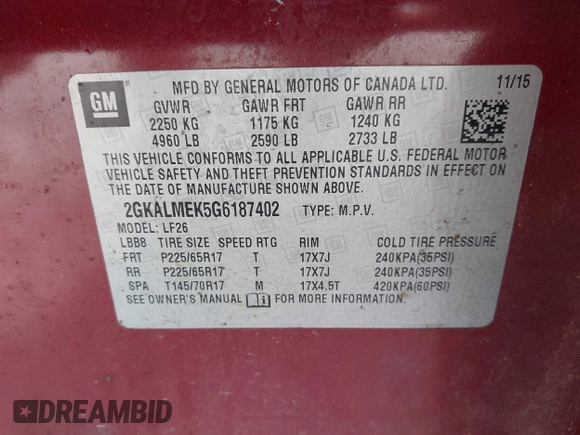 GM
MFD BY GENERAL MOTORS OF CANADA LTD. 11/15
GVWR GAWR FRT GAWR RR
2250 KG 1175 KG 1240 KG
4960 LB 2590 LB 2733 LB
THIS VEHICLE CONFORMS TO ALL APPLICABLE U.S. FEDERAL MOTOR
VEHICLE SAFETY AND THEFT PREVENTION STANDARDS IN EFFECT ON
THE DATE OF MANUFACTURE SHOWN ABOVE.
2GKALMEK5G6187402 TYPE: M.P.V.
MODEL: LF26
LBB8 TIRE SIZE SPEED RTG RIM COLD TIRE PRESSURE
FRT P225/65R17 T 17X7J 240KPA(35PSI)
RR P225/65R17 T 17X7J 240KPA(35PSI)
SPA T145/70R17 M 17X4.5T 420KPA(60PSI)
SEE OWNER'S MANUAL FOR MORE INFORMATION
DREAMBID